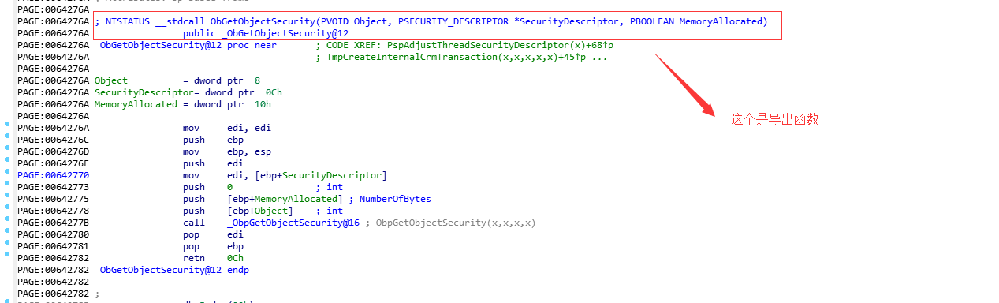 PAGE:0064276A
PAGE:0064276A ; NTSTATUS __stdcall ObGetObjectSecurity(PVOID Object, PSECURITY_DESCRIPTOR *SecurityDescriptor, PBOOLEAN MemoryAllocated)
PAGE:0064276A public _ObGetObjectSecurity@12
PAGE:0064276A _ObGetObjectSecurity@12 proc near ; CODE XREF: PspAdjustThreadSecurityDescriptor(x)+68↑p
PAGE:0064276A ; TmpCreateInternalCrmTransaction(x,x,x,x,x)+45↑p ...
PAGE:0064276A
PAGE:0064276A Object = dword ptr 8
PAGE:0064276A SecurityDescriptor= dword ptr 0Ch
PAGE:0064276A MemoryAllocated = dword ptr 10h
PAGE:0064276A
这个是导出函数
PAGE:0064276A mov edi, edi
PAGE:0064276C push ebp
PAGE:0064276D mov ebp, esp
PAGE:0064276F push edi
PAGE:00642770 mov edi, [ebp+SecurityDescriptor]
PAGE:00642773 push 0 ; int
PAGE:00642775 push [ebp+MemoryAllocated] ; NumberOfBytes
PAGE:00642778 push [ebp+Object] ; int
PAGE:0064277B call _ObpGetObjectSecurity@16 ; ObpGetObjectSecurity(x,x,x,x)
PAGE:00642780 pop edi
PAGE:00642781 pop ebp
PAGE:00642782 retn 0Ch
PAGE:00642782 _ObGetObjectSecurity@12 endp
PAGE:00642782
PAGE:00642782 ; ---------------------------------------------------------------------------